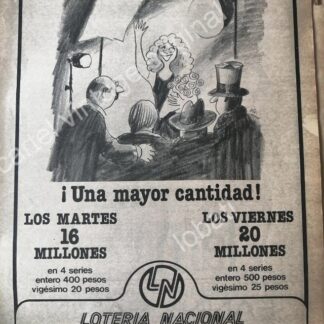 ¡Una mayor cantidad!
LOS MARTES
16
MILLONES
en 4 series
entero 400 pesos
vigésimo 20 pesos
LOS VIERNES
20
MILLONES
en 4 series
entero 500 pesos
vigésimo 25 pesos
LN
LOTERIA NACIONAL